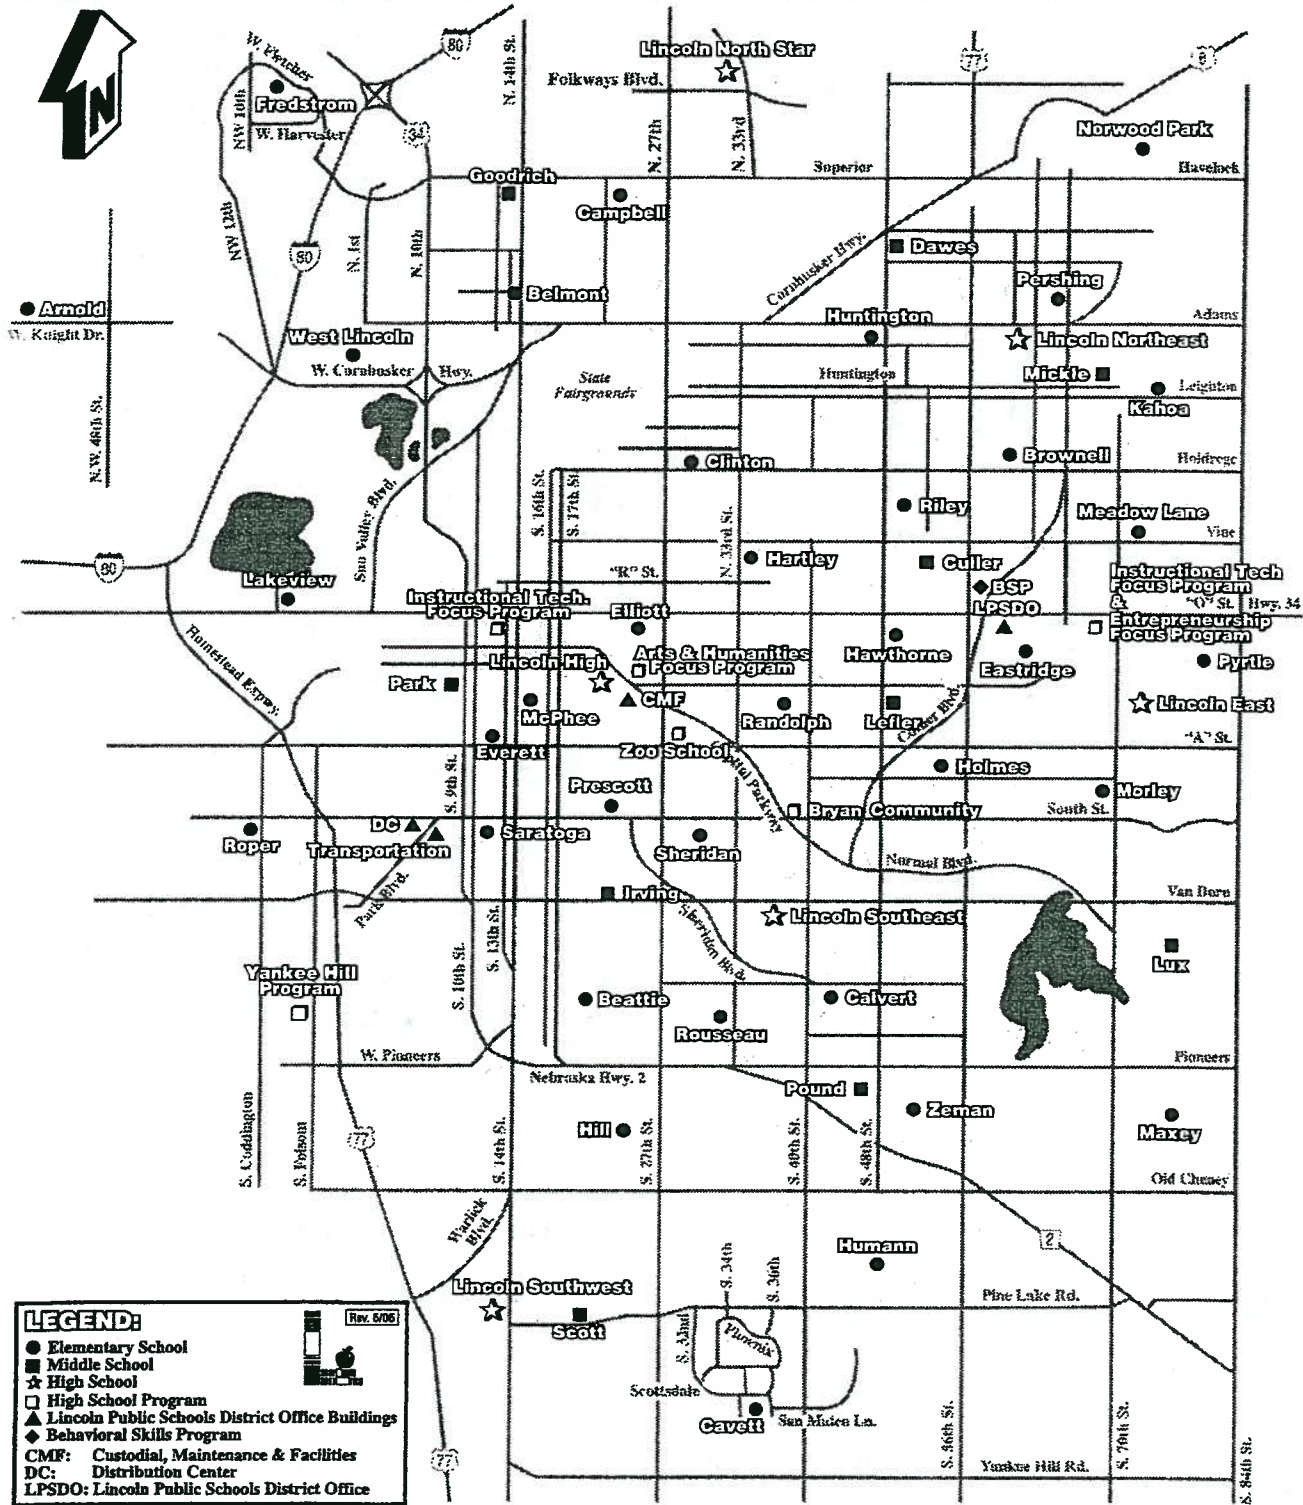 80
N. 14th St.
Lincoln North Star
77
6
W. Fletcher
Folkways Blvd.
Fredstrom
NW 10th
W. Harvester
34
N. 27th
N. 33rd
Norwood Park
N
Superior
Havelock
Goodrich
Campbell
NW 12th
80
N. 1st
N. 10th
Cornhusker Hwy.
Dawes
Pershing
Belmont
Arnold
W. Knight Dr.
Huntington
Adams
West Lincoln
Lincoln Northeast
W. Cornhusker Hwy.
State
Fairgrounds
Huntington
Mickle
Leighton
Kahoa
N.W. 48th St.
Clinton
Brownell
Holdrege
Sun Valley Blvd.
S. 16th St.
S. 17th St.
N. 33rd St.
Riley
Meadow Lane
Vine
80
Hartley
Culler
Lakeview
"R" St.
BSP
Instructional Tech
Focus Program
&
Entrepreneurship
Focus Program
"O" St. Hwy. 34
Instructional Tech.
Focus Program
Elliott
LPSDO
Homestead Expwy.
Lincoln High
Arts & Humanities
Focus Program
Hawthorne
Eastridge
Pyrtle
Park
McPhee
CMF
Randolph
Lefler
Cotner Blvd.
Lincoln East
Everett
Zoo School
Capital Parkway
"A" St.
S. 9th St.
Prescott
Holmes
Morley
Bryan Community
South St.
Roper
DC
Transportation
Saratoga
Sheridan
Normal Blvd.
Park Blvd.
Irving
Van Dorn
S. 13th St.
Sheridan Blvd.
Lincoln Southeast
Lux
Yankee Hill
Program
S. 10th St.
Beattie
Rousseau
Calvert
W. Pioneers
Nebraska Hwy. 2
Pioneers
Pound
Zeman
S. Coddington
S. Folsom
77
S. 14th St.
Hill
S. 27th St.
S. 40th St.
S. 48th St.
Maxey
Old Cheney
Warlick
Blvd.
2
Humann
S. 34th
S. 36th
Lincoln Southwest
Pine Lake Rd.
Scott
S. 33rd
Phoenix
Scottsdale
Cavett
San Mateo Ln.
77
S. 56th St.
S. 70th St.
S. 84th St.
Yankee Hill Rd.
LEGEND:
Rev. 6/06
Elementary School
Middle School
High School
High School Program
Lincoln Public Schools District Office Buildings
Behavioral Skills Program
CMF: Custodial, Maintenance & Facilities
DC: Distribution Center
LPSDO: Lincoln Public Schools District Office